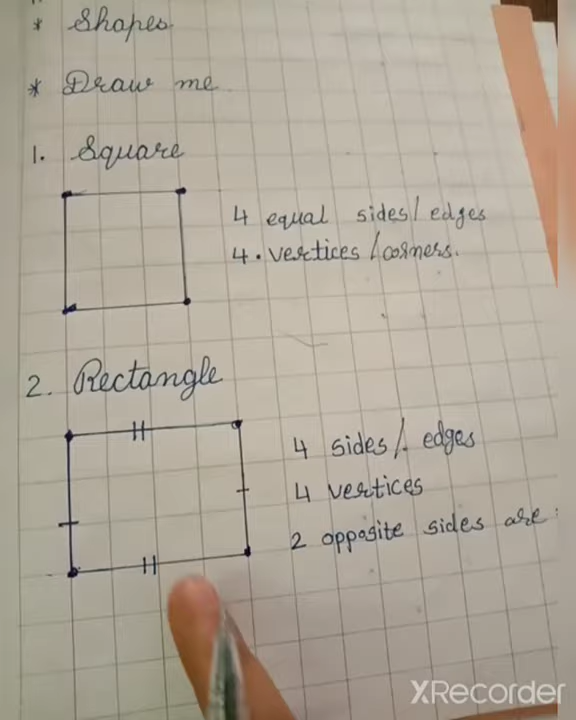 * Shapes
* Draw me
1. Square
4 equal sides/edges
4. vertices/corners.
2. Rectangle
4 sides/. edges
4 vertices
2 opposite sides are
XRecorder